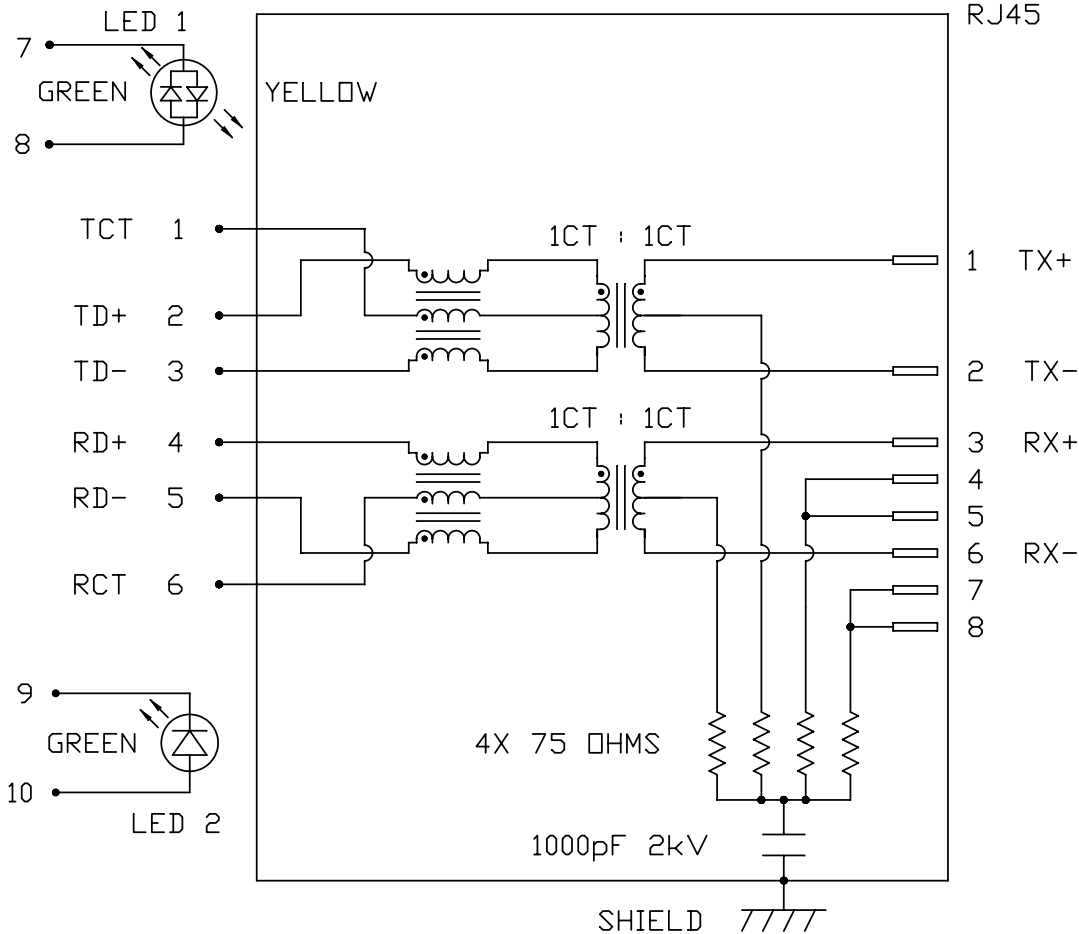 RJ45
LED 1
7
GREEN
YELLOW
8
TCT 1
1CT : 1CT
1 TX+
TD+ 2
TD- 3
2 TX-
1CT : 1CT
RD+ 4
3 RX+
4
RD- 5
5
6 RX-
RCT 6
7
8
9
GREEN
4X 75 OHMS
10
LED 2
1000pF 2kV
SHIELD